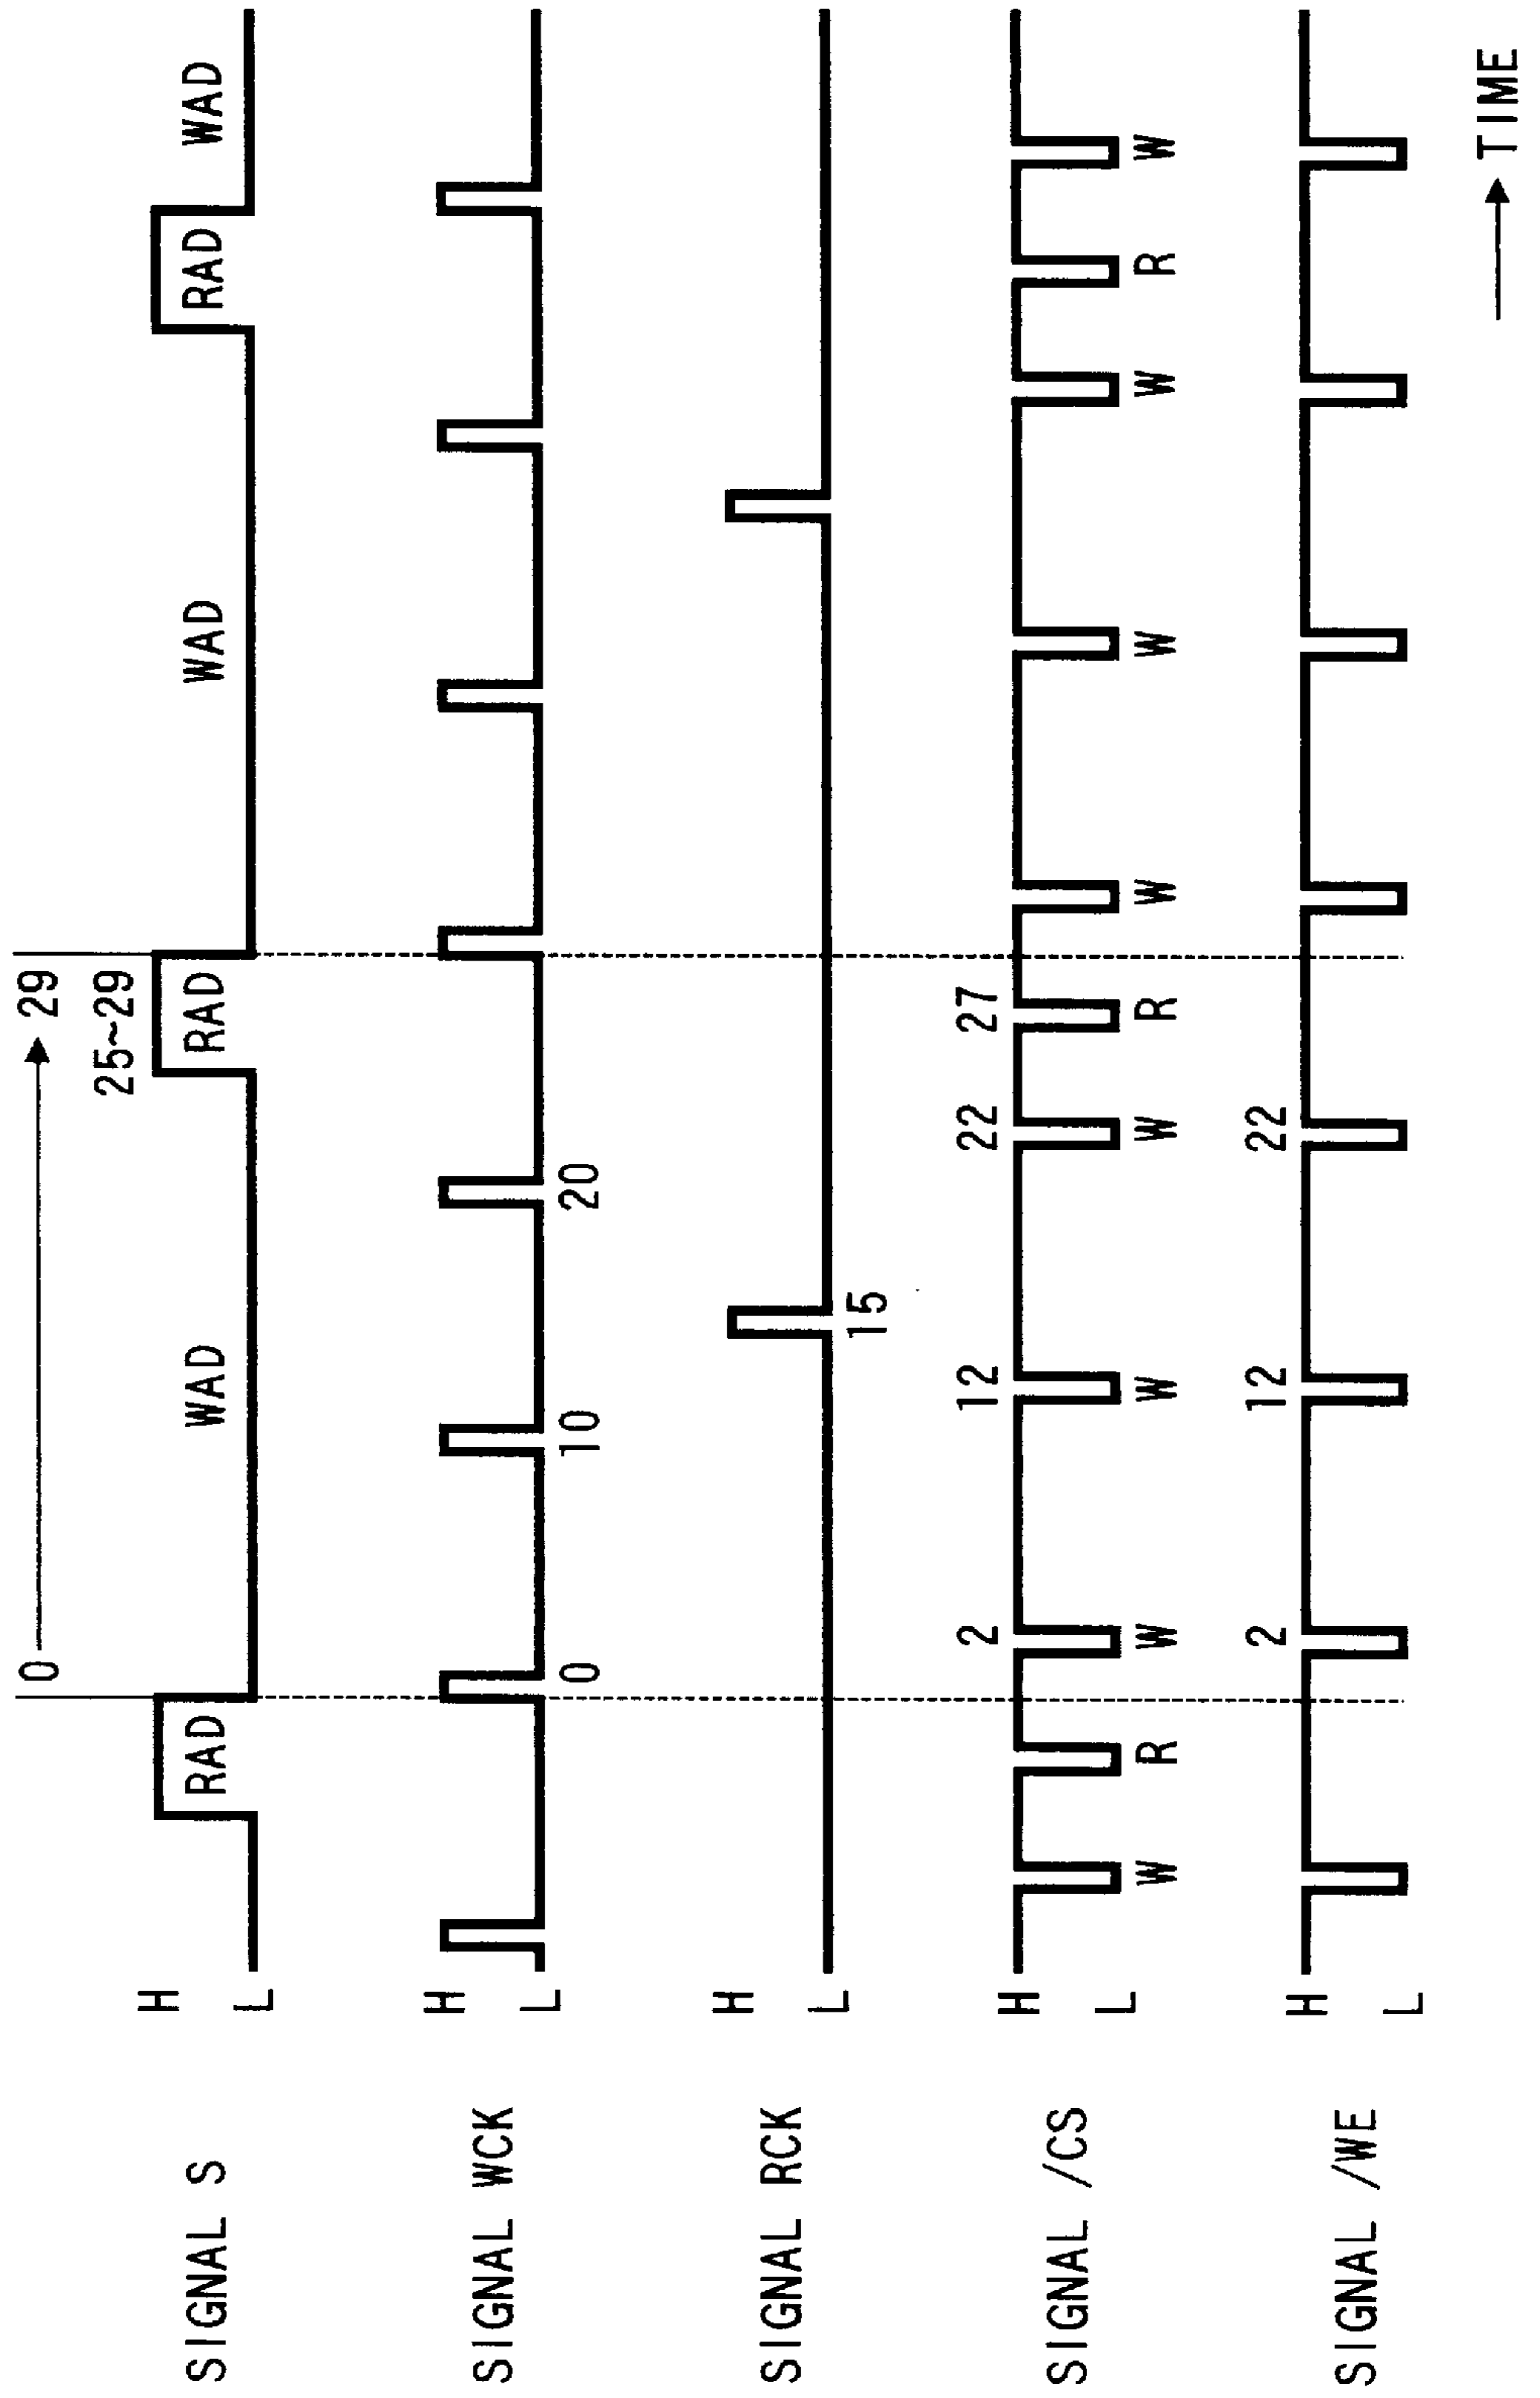 0 → 29
25~29
SIGNAL S
H
L
RAD
WAD
RAD
WAD
RAD
WAD
SIGNAL WCK
H
L
0
10
20
SIGNAL RCK
H
L
15
SIGNAL /CS
H
L
2
12
22
27
W
R
W
W
W
R
W
W
W
R
W
SIGNAL /WE
H
L
2
12
22
→ TIME